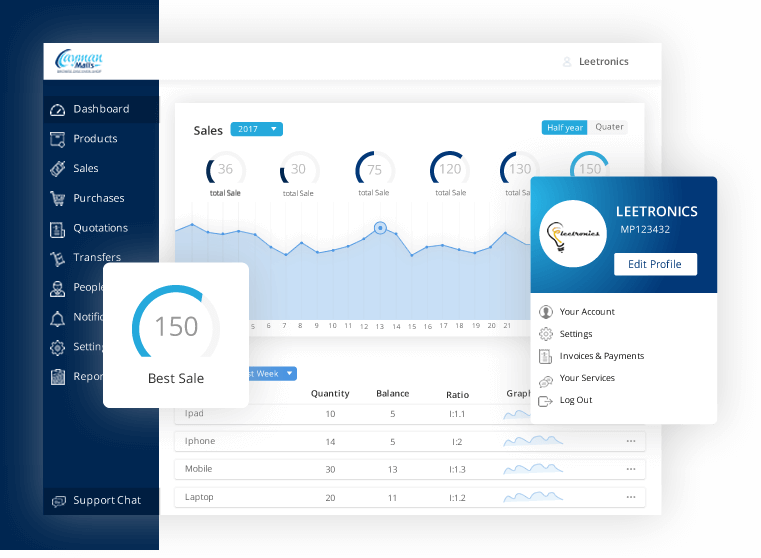 Cayman
Malls
Leetronics
Dashboard
Products
Sales
Purchases
Quotations
Transfers
People
Notific
Setting
Repor
Support Chat
Sales
2017
Half year
Quater
36
30
75
120
130
150
total Sale
total Sale
total Sale
total Sale
total Sa
5 6 7 8 9 10 11 12 13 14 15 16 17 18 19 20 21
LEETRONICS
MP123432
Edit Profile
Leetronics
Your Account
Settings
Invoices & Payments
Your Services
Log Out
150
Best Sale
st Week
Quantity Balance Ratio Graph
Ipad 10 5 I:1.1
Iphone 14 5 I:2
Mobile 30 13 I:1.3
Laptop 20 11 I:1.2